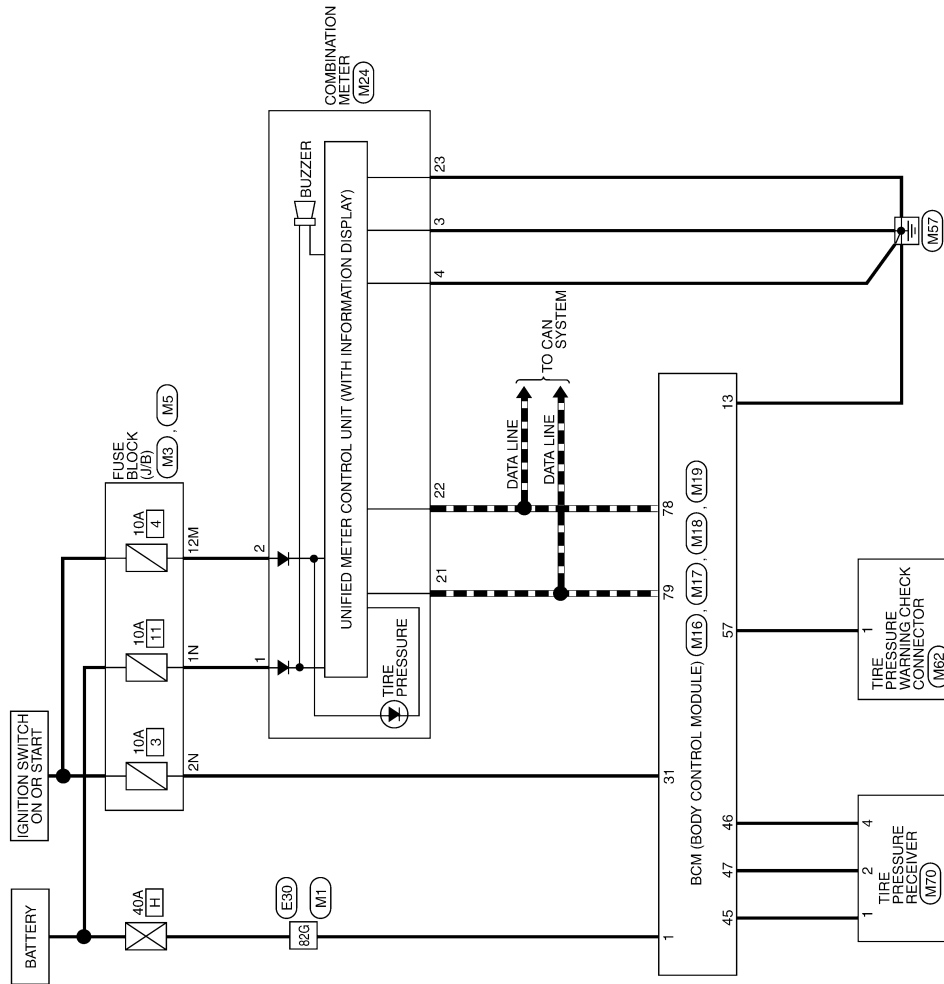 BATTERY
IGNITION SWITCH
ON OR START
40A
H
10A
3
10A
11
10A
4
FUSE
BLOCK
(J/B)
M3 , M5
2N
1N
12M
82G
E30
M1
1
2
COMBINATION
METER
M24
BUZZER
UNIFIED METER CONTROL UNIT (WITH INFORMATION DISPLAY)
TIRE
PRESSURE
21
22
4
3
23
DATA LINE
DATA LINE
TO CAN
SYSTEM
1
31
79
78
BCM (BODY CONTROL MODULE) M16 , M17 , M18 , M19
45
47
46
57
13
M57
1
2
4
TIRE
PRESSURE
RECEIVER
M70
1
TIRE
PRESSURE
WARNING CHECK
CONNECTOR
M62